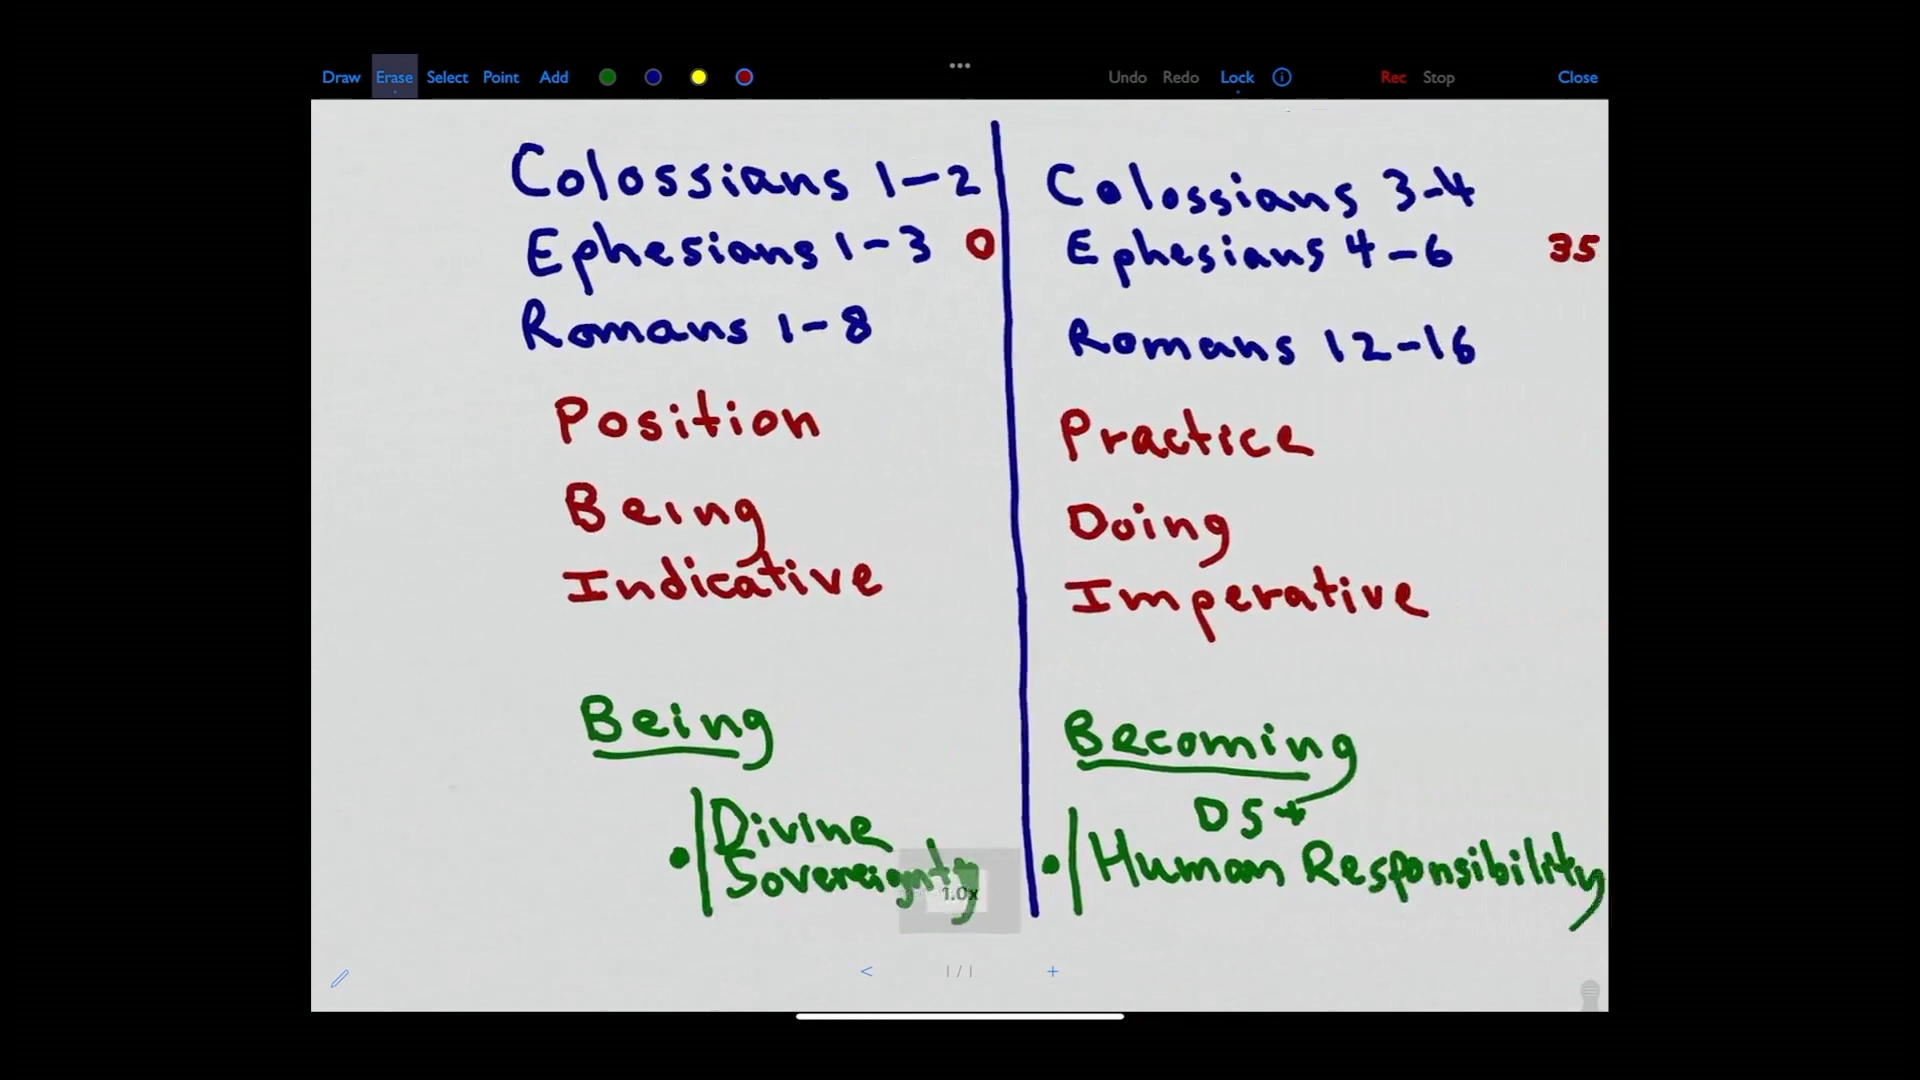 •••
Draw Erase Select Point Add Undo Redo Lock Rec Stop Close
Colossians 1-2
Ephesians 1-3 0
Romans 1-8
Position
Being
Indicative
Being
• Divine
Sovereignty
Colossians 3-4
Ephesians 4-6 35
Romans 12-16
Practice
Doing
Imperative
Becoming
DS +
• Human Responsibility
1.0x
< 1/1 +